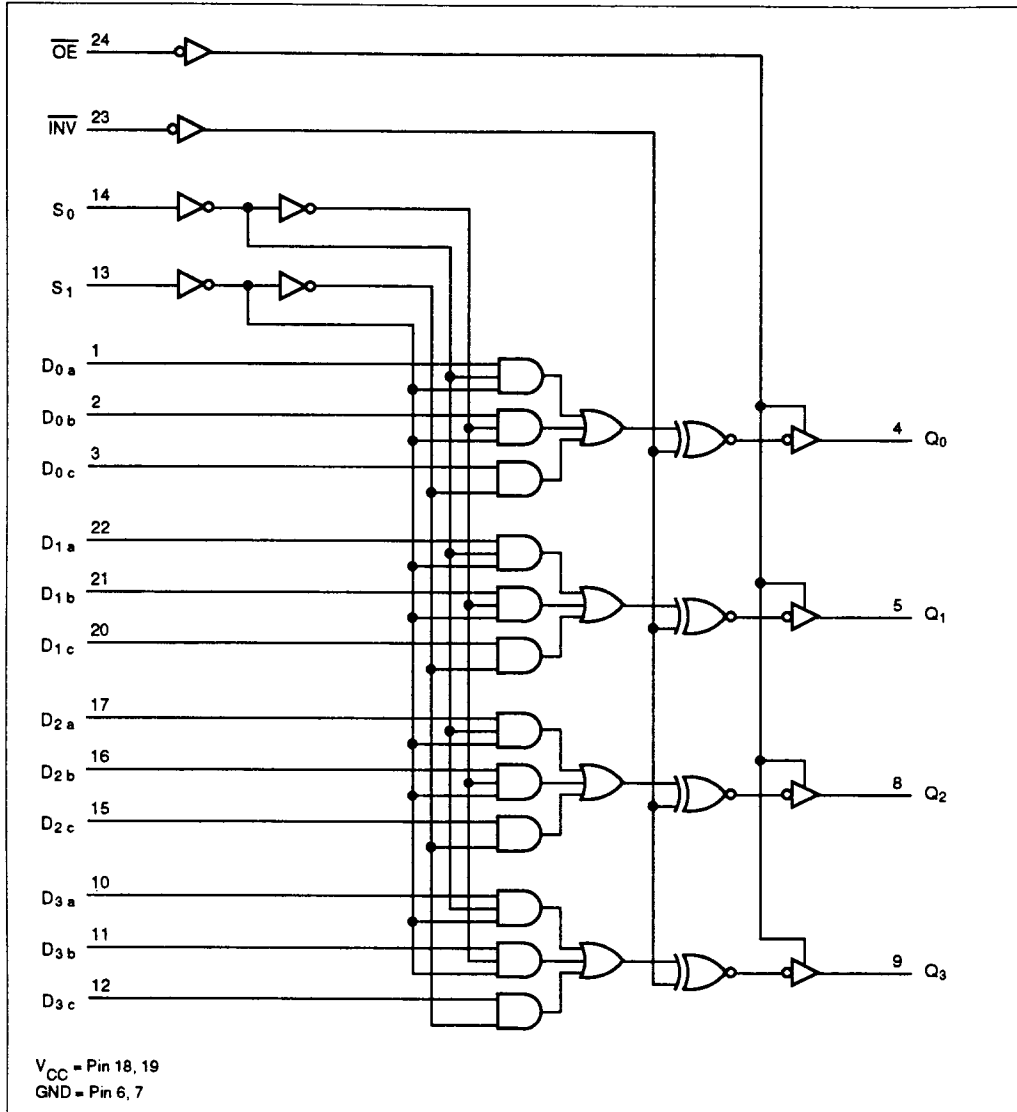 OE 24
INV 23
S0 14
S1 13
D0a 1
D0b 2
D0c 3
4 Q0
D1a 22
D1b 21
D1c 20
5 Q1
D2a 17
D2b 16
D2c 15
8 Q2
D3a 10
D3b 11
D3c 12
9 Q3
VCC = Pin 18, 19
GND = Pin 6, 7